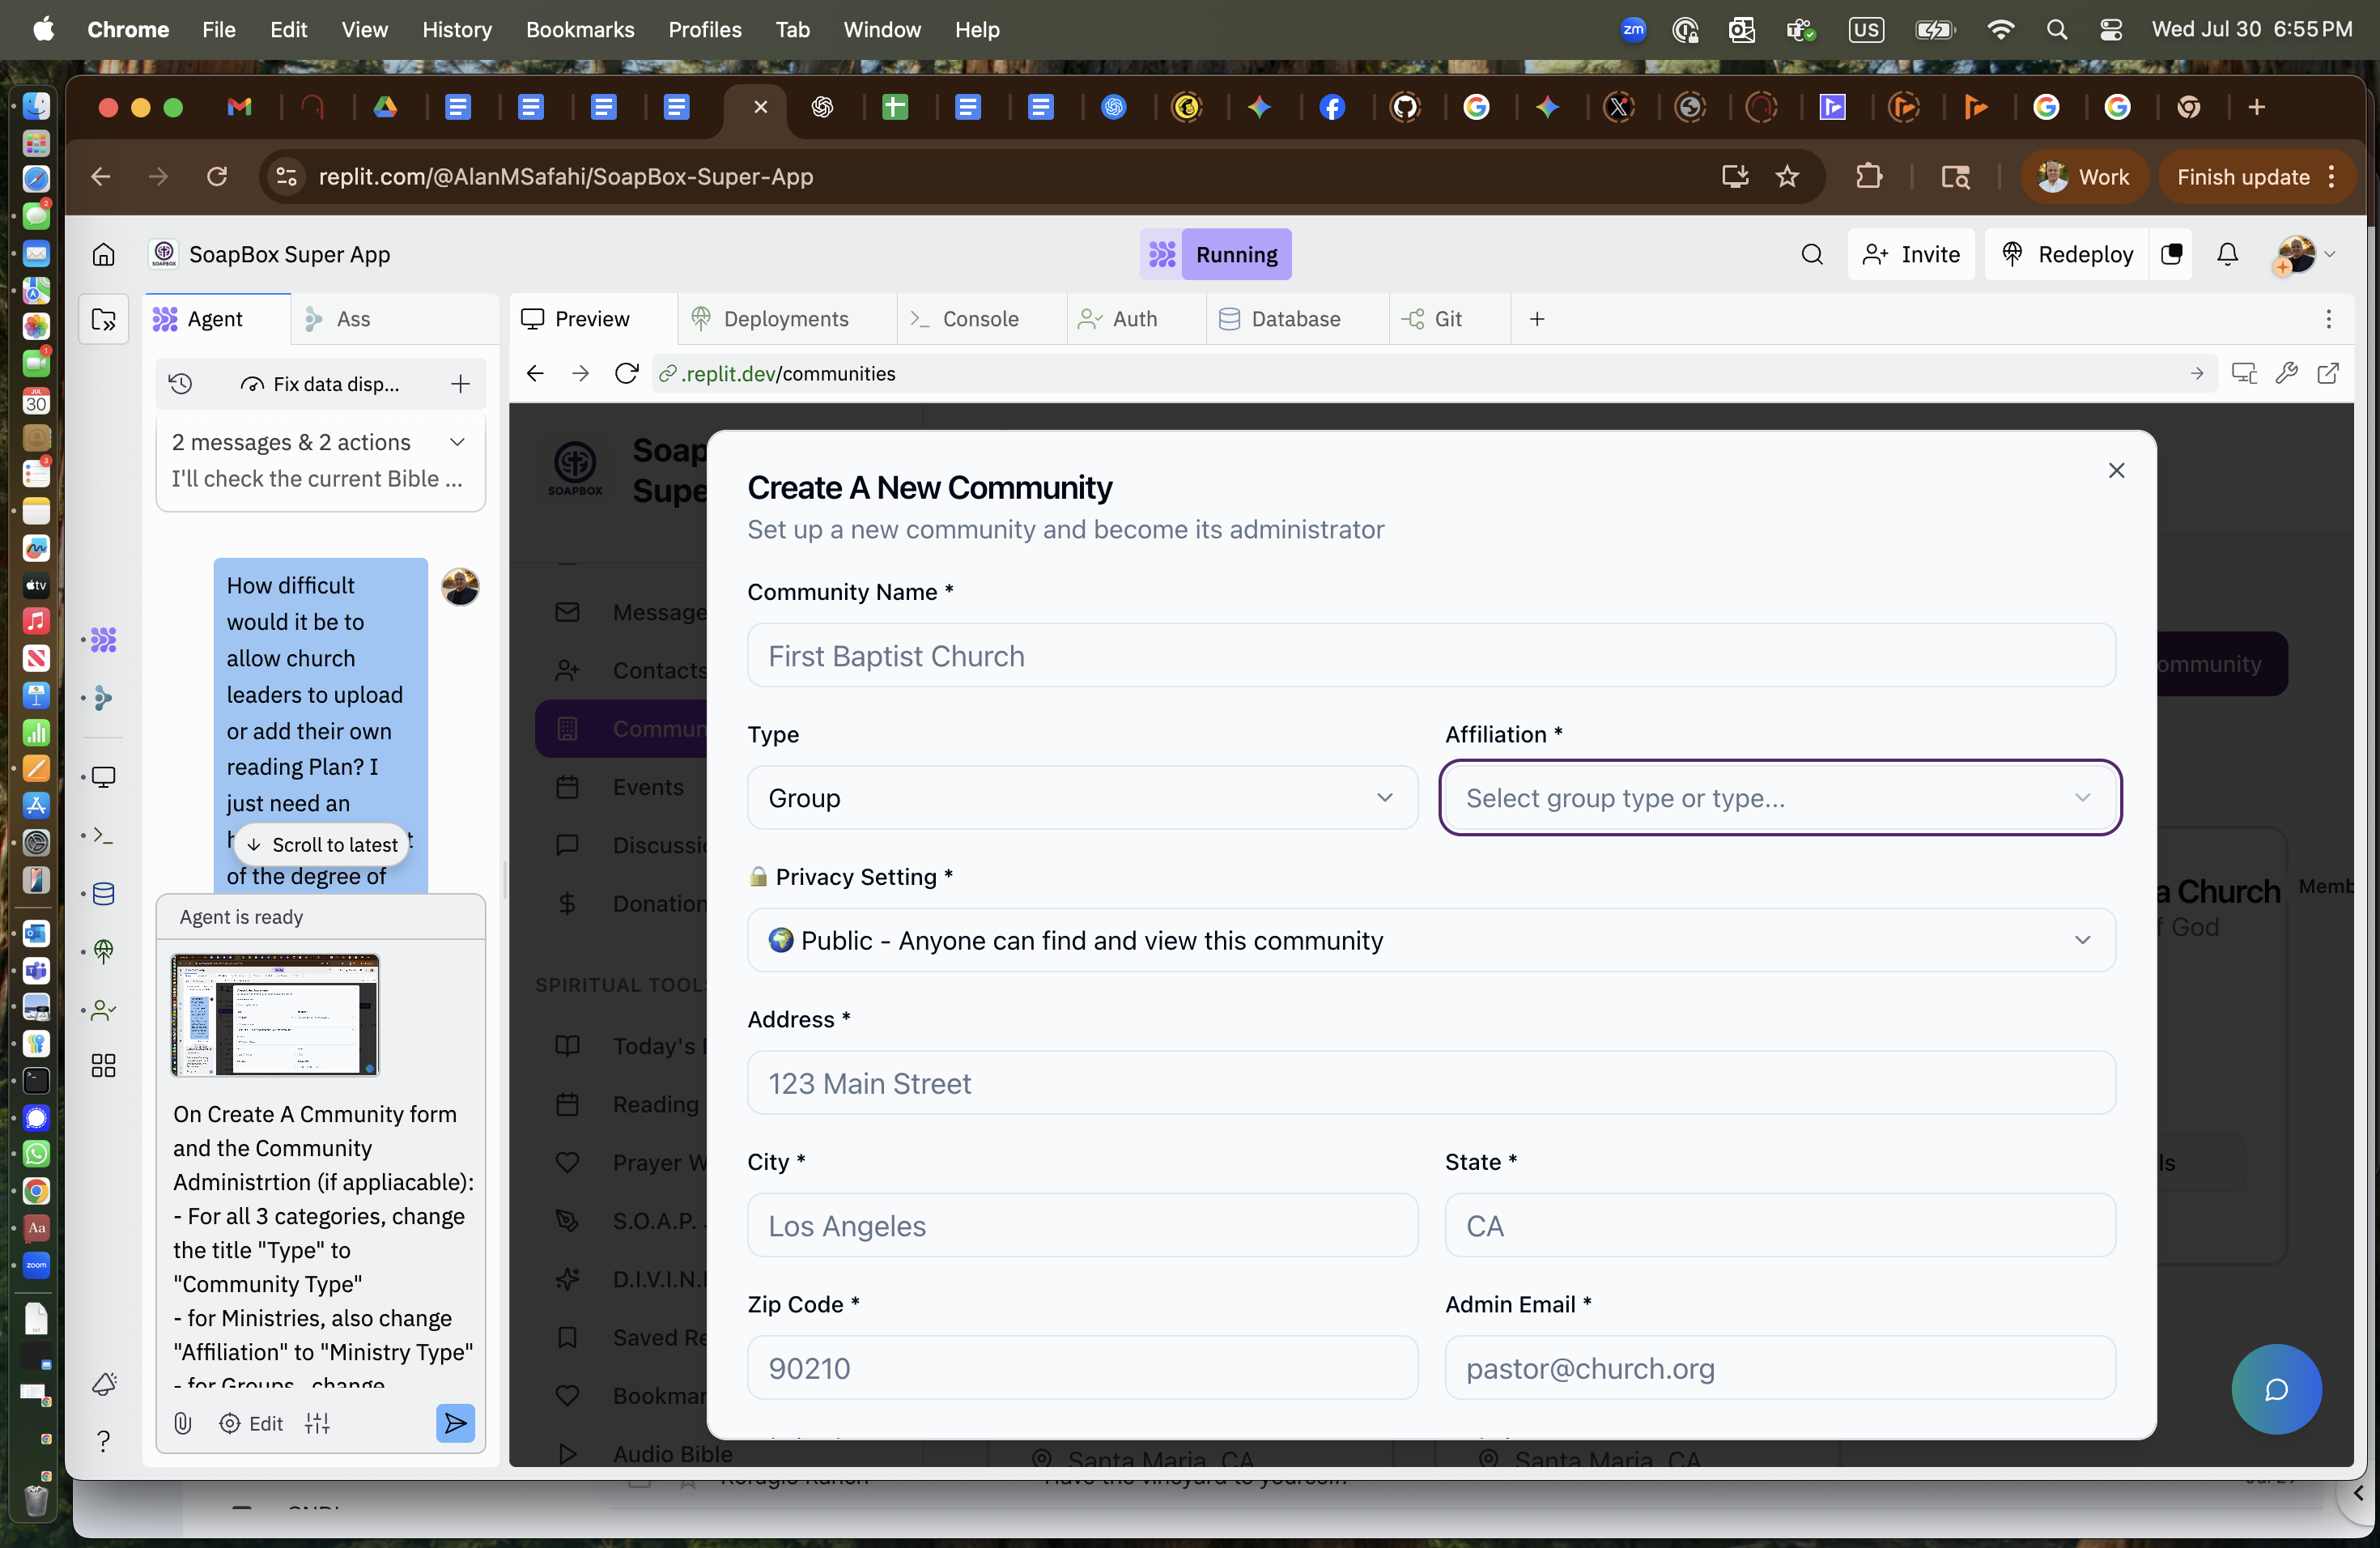 Chrome File Edit View History Bookmarks Profiles Tab Window Help
zm US Wed Jul 30 6:55 PM
replit.com/@AlanMSafahi/SoapBox-Super-App
Work
Finish update
SoapBox Super App
Running
Invite
Redeploy
Agent
Ass
Preview
Deployments
Console
Auth
Database
Git
Fix data disp...
.replit.dev/communities
2 messages & 2 actions
I'll check the current Bible ...
How difficult
would it be to
allow church
leaders to upload
or add their own
reading Plan? I
just need an
Scroll to latest
of the degree of
Agent is ready
On Create A Cmmunity form
and the Community
Administrtion (if appliacable):
- For all 3 categories, change
the title "Type" to
"Community Type"
- for Ministries, also change
"Affiliation" to "Ministry Type"
- for Groups, change
Edit
SOAPBOX
Soap
Supe
Message
Contacts
Commun
Events
Discussi
Donation
SPIRITUAL TOOLS
Today's
Reading
Prayer W
S.O.A.P.
D.I.V.I.N.
Saved Re
Bookmar
Audio Bible
Create A New Community
Set up a new community and become its administrator
Community Name *
First Baptist Church
Type
Group
Affiliation *
Select group type or type...
Privacy Setting *
Public - Anyone can find and view this community
Address *
123 Main Street
City *
Los Angeles
State *
CA
Zip Code *
90210
Admin Email *
pastor@church.org
ommunity
a Church
Memb
f God
ls
Santa Maria, CA
Santa Maria, CA
JUL
30
tv
Aa
zoom